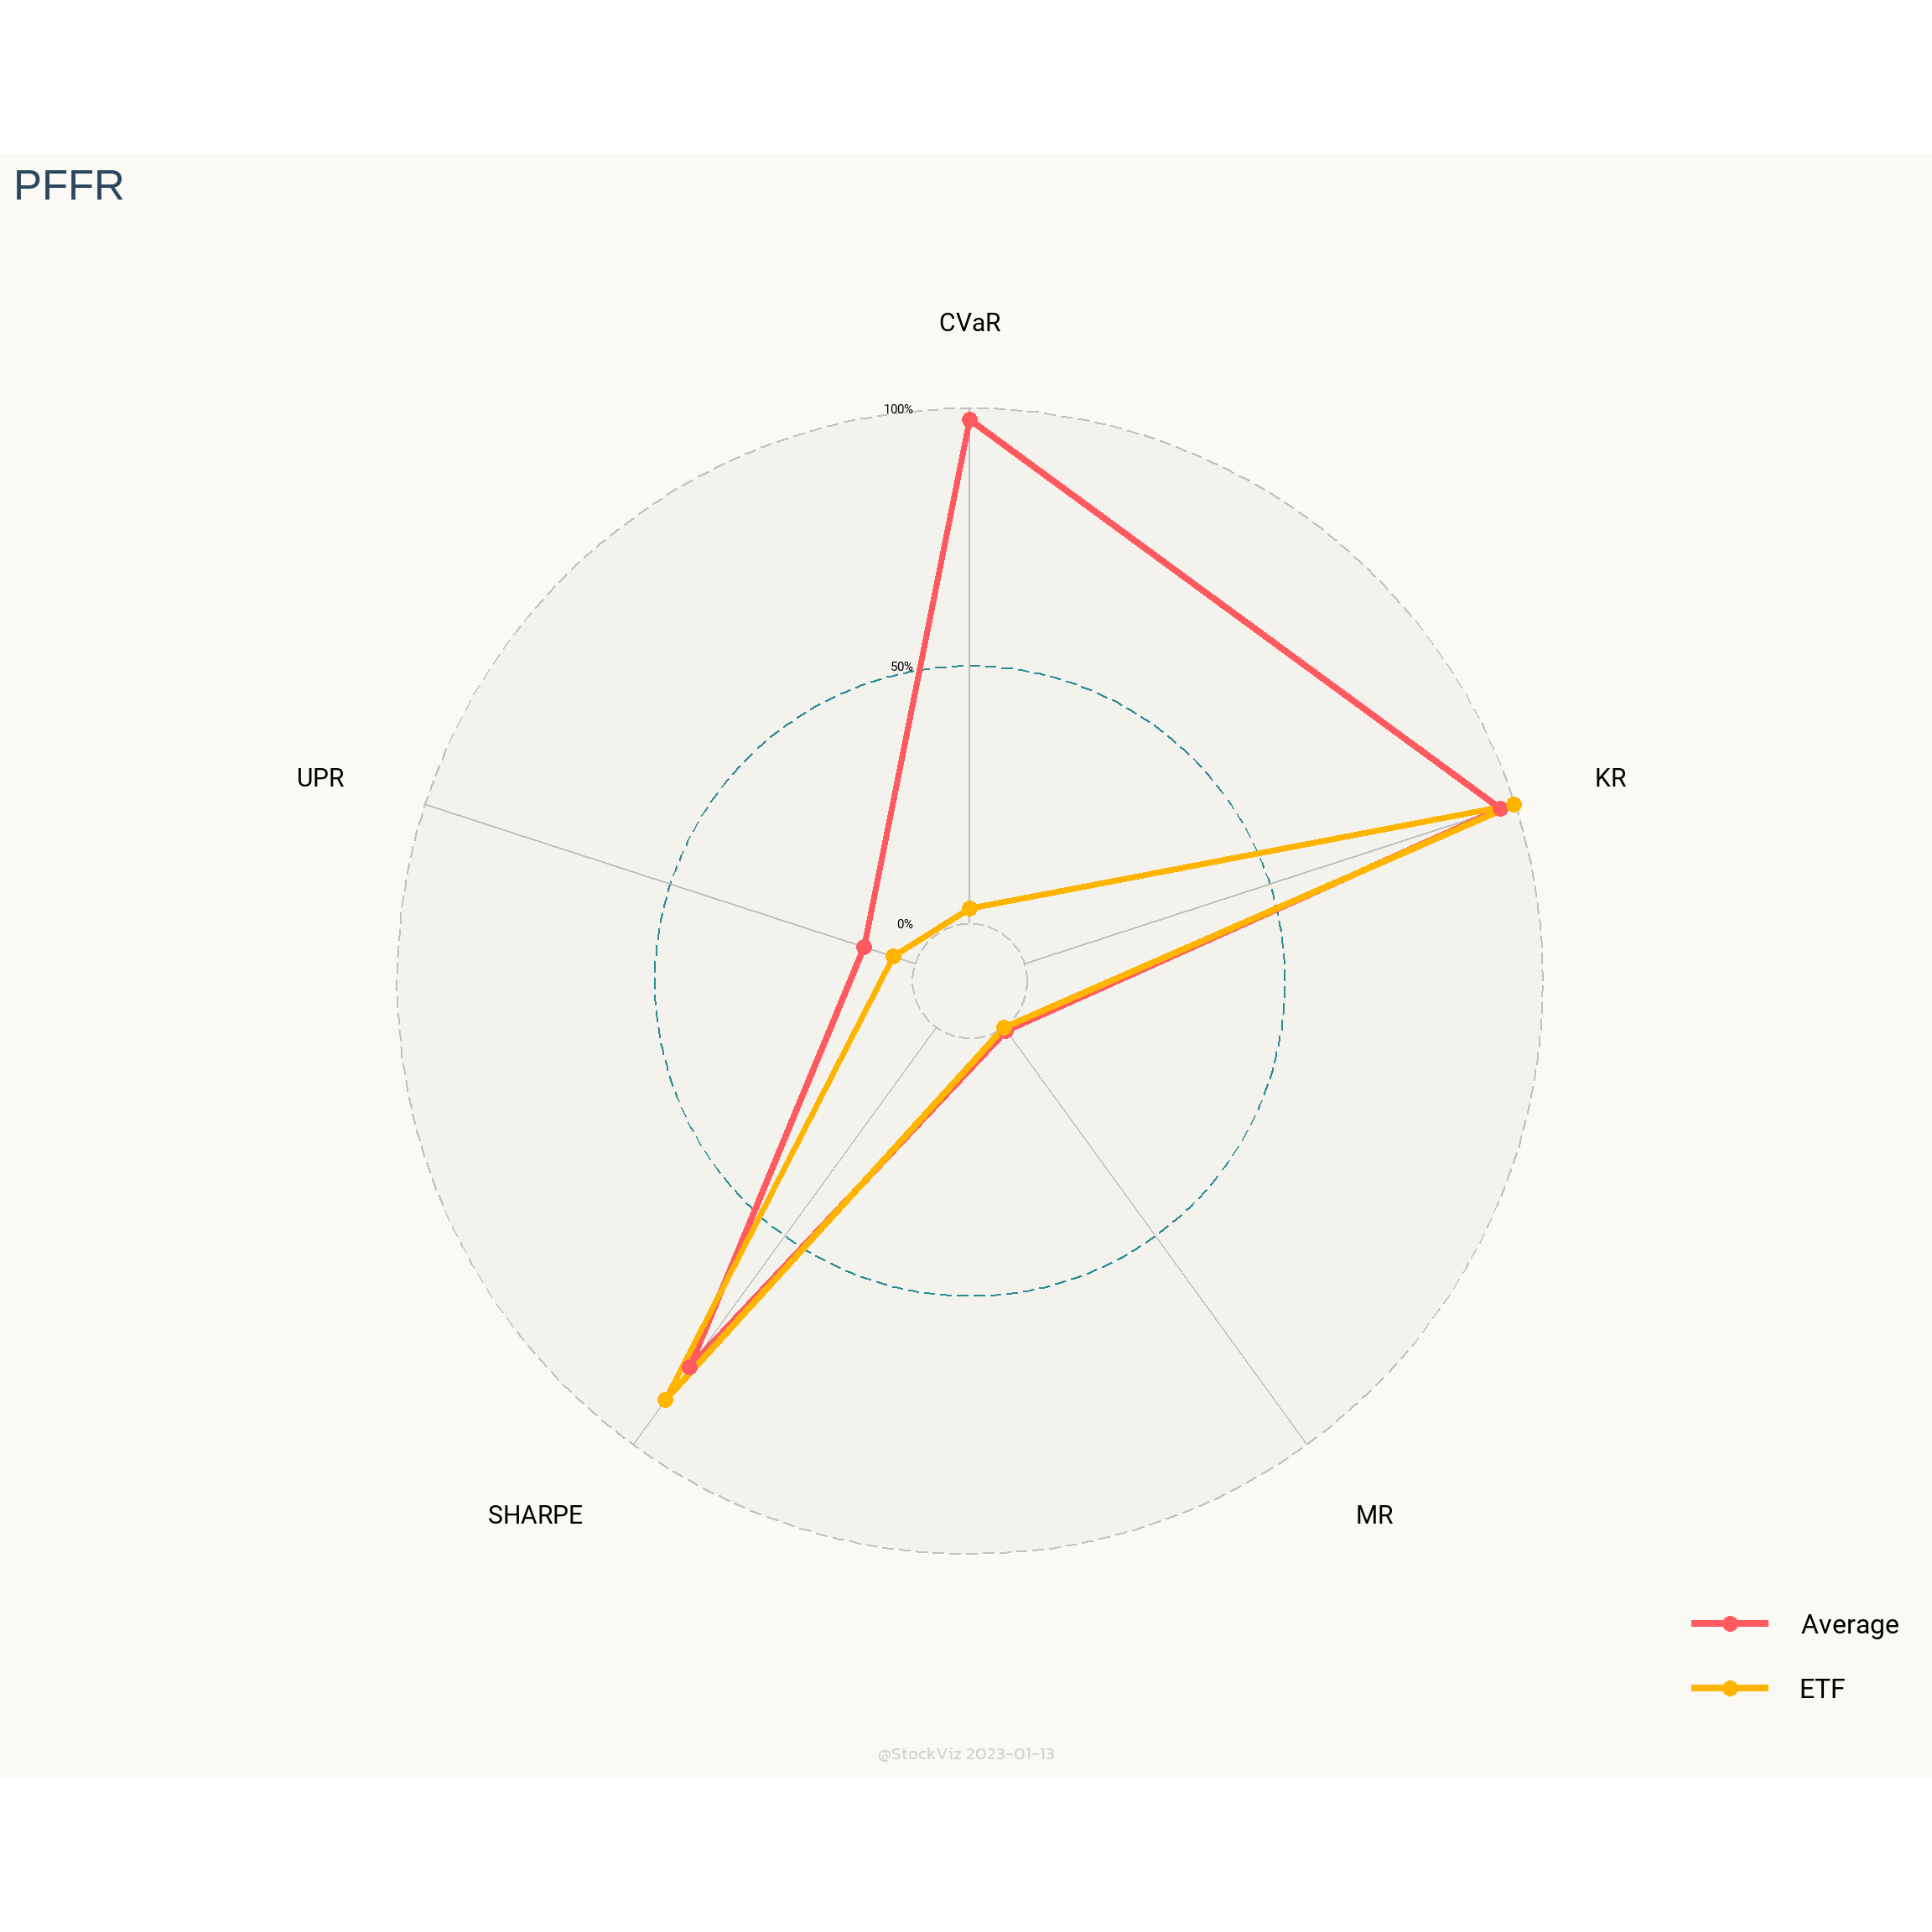 PFFR
CVaR
100%
50%
UPR
KR
0%
SHARPE
MR
Average
ETF
@StockViz 2023-01-13